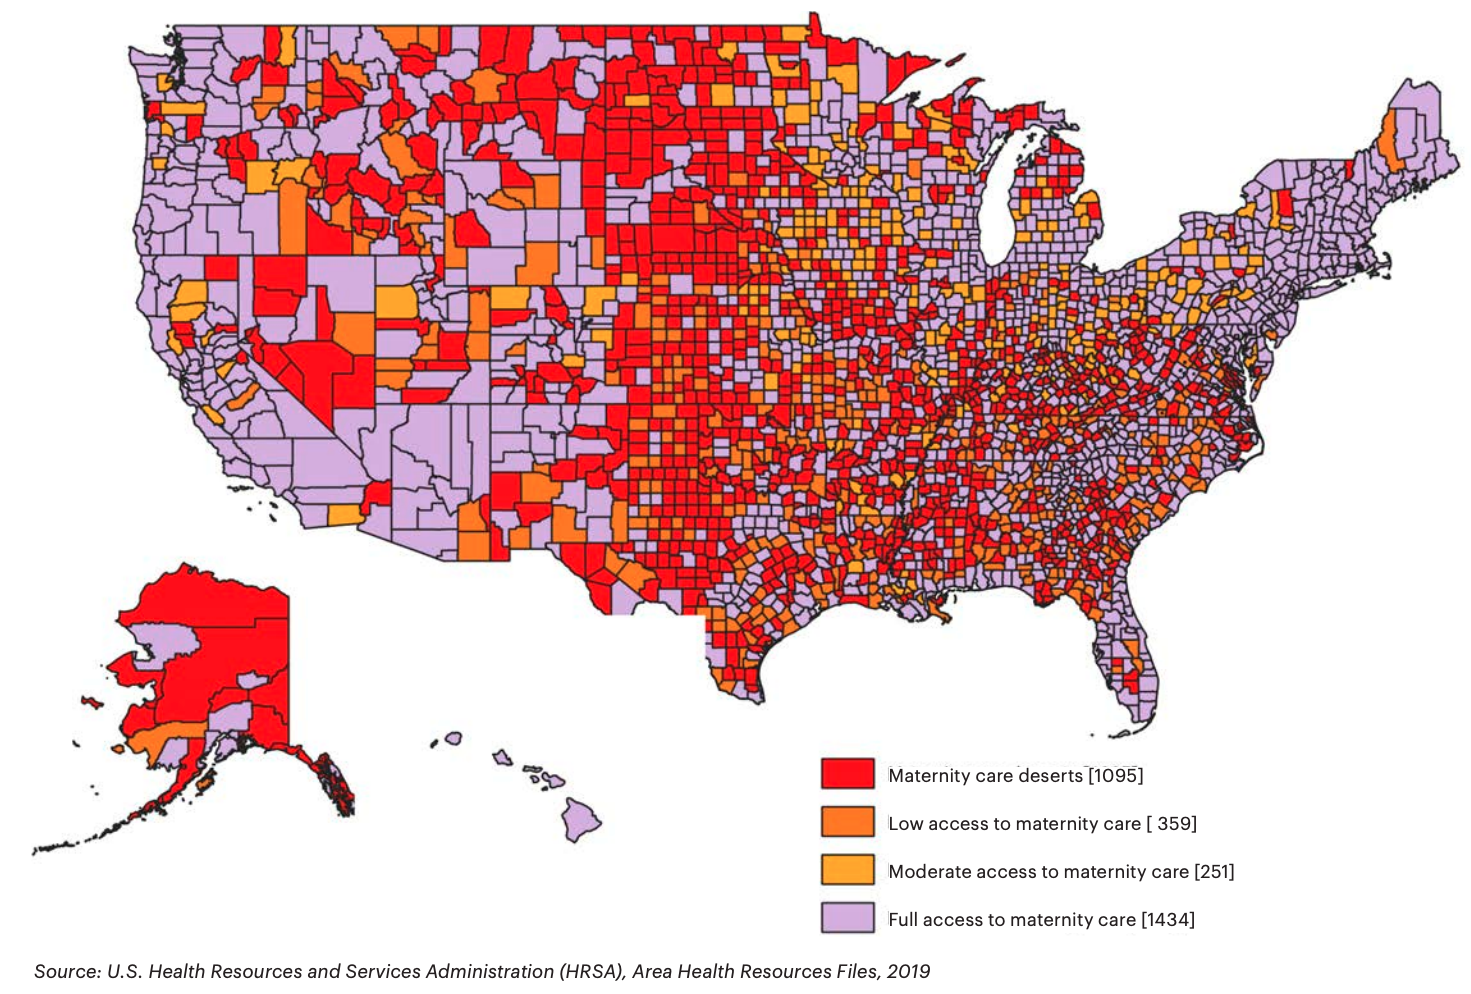 Maternity care deserts [1095]
Low access to maternity care [ 359]
Moderate access to maternity care [251]
Full access to maternity care [1434]
Source: U.S. Health Resources and Services Administration (HRSA), Area Health Resources Files, 2019